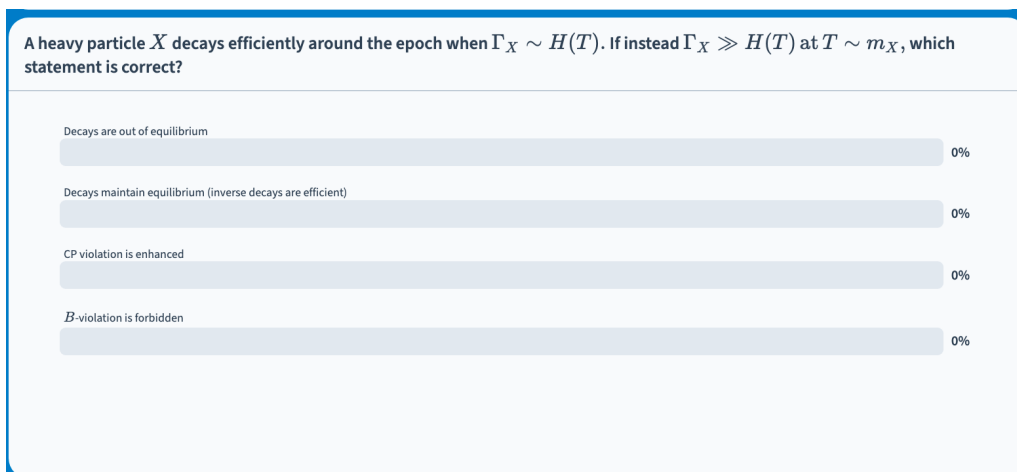 A heavy particle X decays efficiently around the epoch when Γ_X ∼ H(T). If instead Γ_X ≫ H(T) at T ∼ m_X, which
statement is correct?
Decays are out of equilibrium
0%
Decays maintain equilibrium (inverse decays are efficient)
0%
CP violation is enhanced
0%
B-violation is forbidden
0%